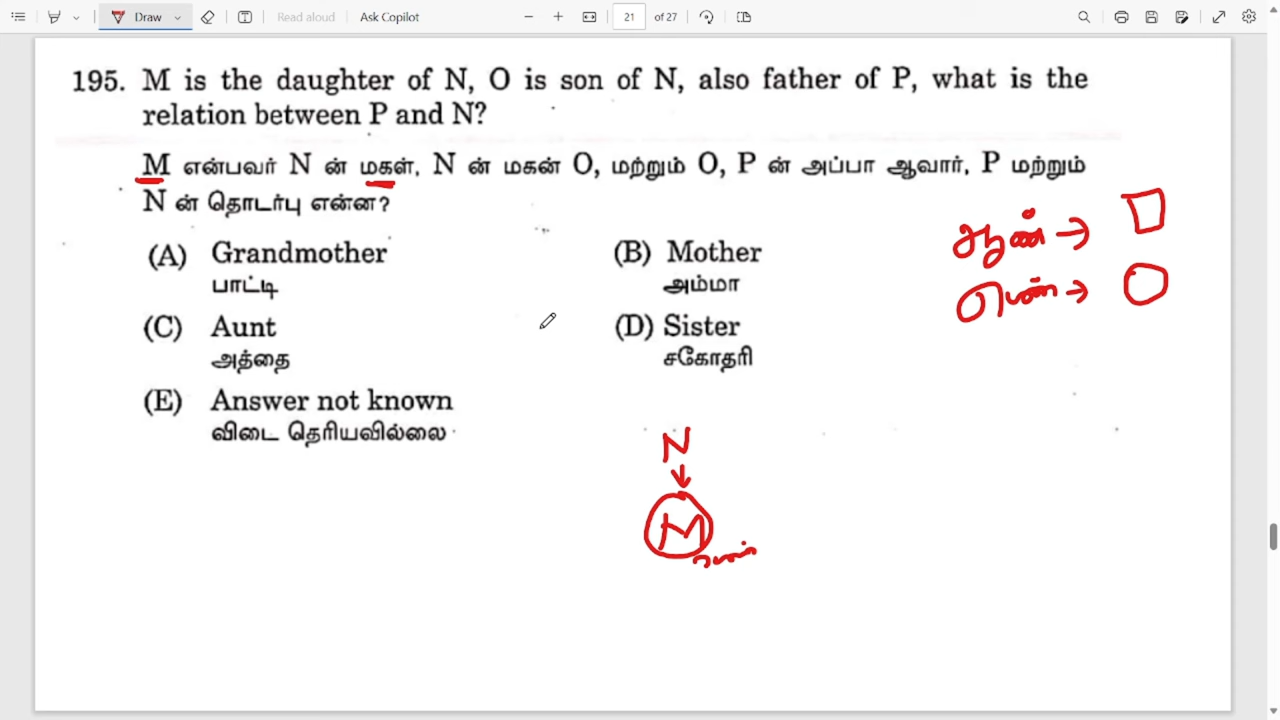 Draw
Read aloud
Ask Copilot
21 of 27
195. M is the daughter of N, O is son of N, also father of P, what is the
relation between P and N?
M என்பவர் N ன் மகள், N ன் மகன் O, மற்றும் O, P ன் அப்பா ஆவார், P மற்றும்
N ன் தொடர்பு என்ன?
ஆண் →
பெண் →
(A) Grandmother
பாட்டி
(B) Mother
அம்மா
(C) Aunt
அத்தை
(D) Sister
சகோதரி
(E) Answer not known
விடை தெரியவில்லை
N
M